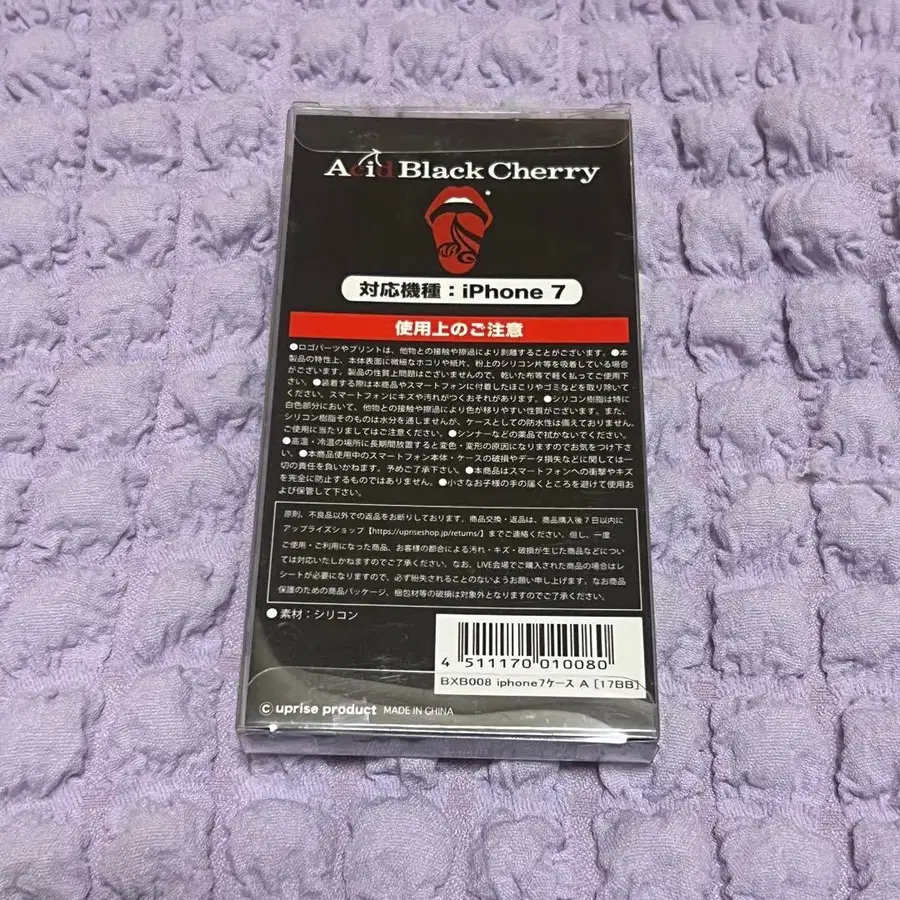 Acid Black Cherry
対応機種：iPhone 7
使用上のご注意
●ロゴパーツやプリントは、他物との接触や擦過により剥離することがございます。●本
製品の特性上、本体表面に微細なホコリや紙片、粉上のシリコン片等を吸着している場合
がございます。製品の性質上問題はございませんので、乾いた布等で軽く払ってご使用下
さい。●装着する際は本商品やスマートフォンに付着したほこりやゴミなどを取り除いて
ください。スマートフォンにキズや汚れがつくおそれがあります。●シリコン樹脂は特に
白色部分において、他物との接触や擦過により色が移りやすい性質がございます。また、
シリコン樹脂そのものは水分を通しませんが、ケースとしての防水性は備えておりません。
ご使用に当たりましてはご注意ください。●シンナーなどの薬品で拭かないでください。
●高温・冷温の場所に長期間放置すると変色・変形の原因になりますのでお気をつけ下さ
い。●本商品使用中のスマートフォン本体・ケースの破損やデータ損失などに関しては一
切の責任を負いかねます。予めご了承下さい。●本商品はスマートフォンへの衝撃やキズ
を完全に防止するものではありません。●小さなお子様の手の届くところを避けて使用お
よび保管して下さい。
原則、不良品以外での返品をお断りしております。商品交換・返品は、商品購入後7日以内に
アップライズショップ【https://upriseshop.jp/returns/】までご連絡ください。但し、一度
ご使用・ご利用になった商品、お客様の都合による汚れ・キズ・破損が生じた商品などについ
ては対応いたしかねますのでご了承ください。なお、LIVE会場でご購入された商品の場合はレ
シートが必要になりますので、必ず紛失されることのないようお願い申し上げます。なお商品
保護のための商品パッケージ、梱包材等の破損は対象外となりますのでご了承ください。
●素材：シリコン
4 511170 010080
BXB008 iphone7ケース A [17BB]
© uprise product MADE IN CHINA